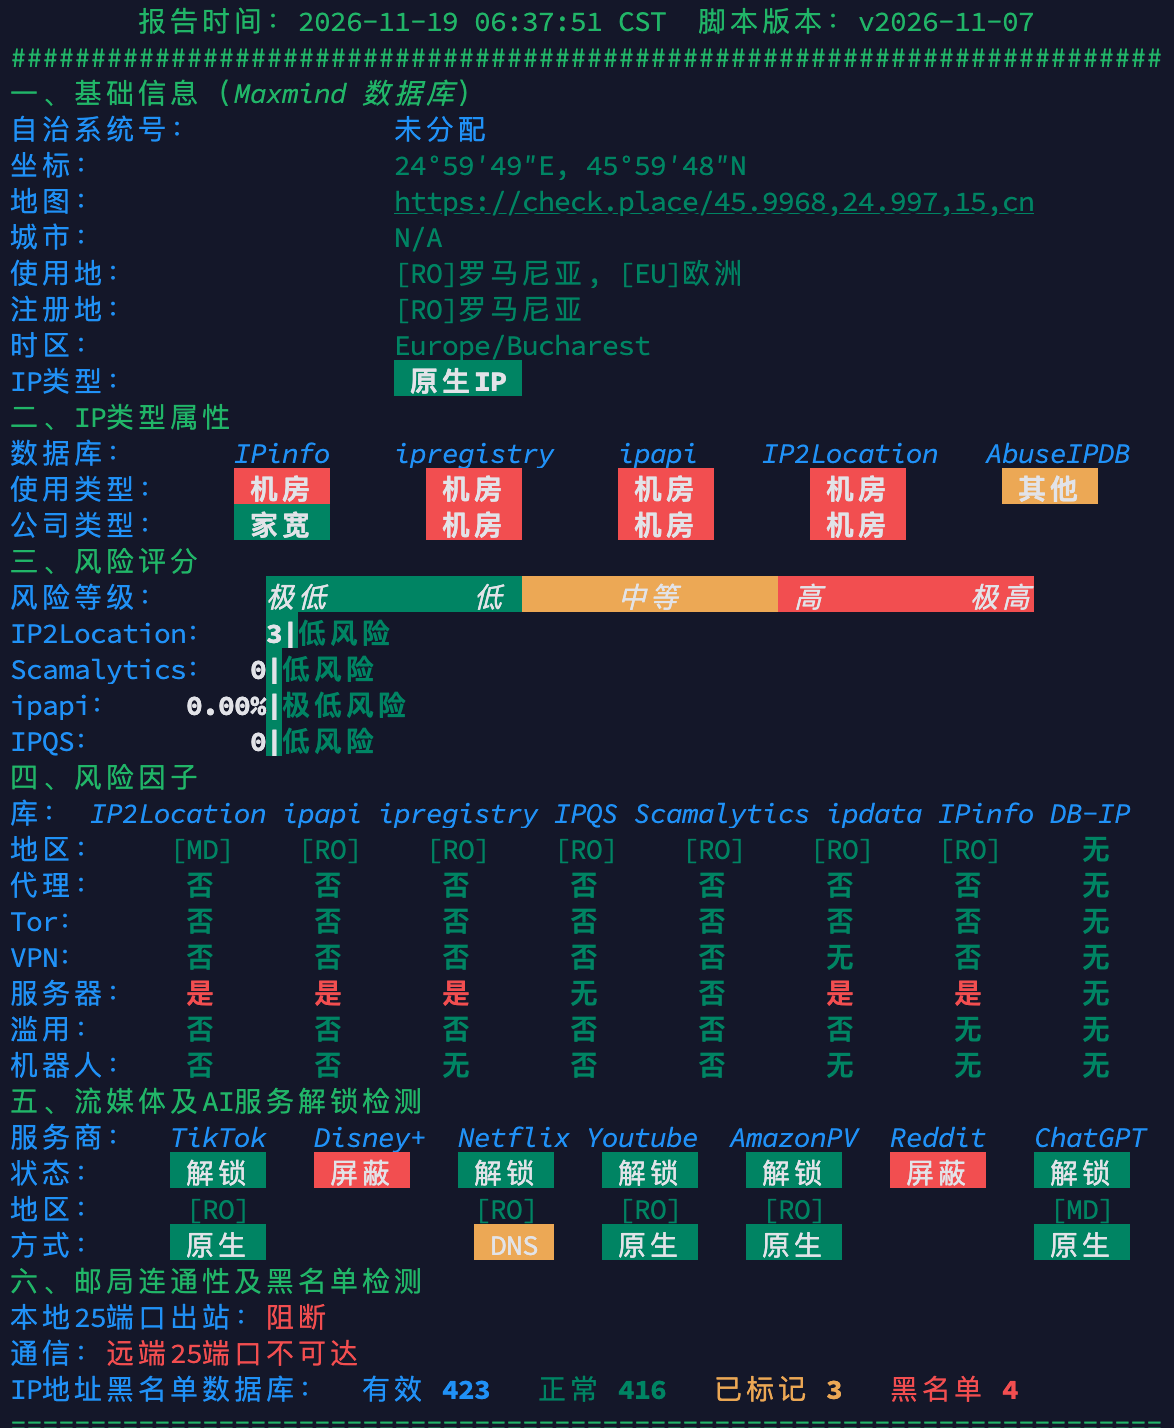 报告时间：2026-11-19 06:37:51 CST 脚本版本：v2026-11-07
########################################################################
一、基础信息（Maxmind 数据库）
自治系统号： 未分配
坐标： 24°59′49″E, 45°59′48″N
地图： https://check.place/45.9968,24.997,15,cn
城市： N/A
使用地： [RO]罗马尼亚, [EU]欧洲
注册地： [RO]罗马尼亚
时区： Europe/Bucharest
IP类型： 原生IP
二、IP类型属性
数据库： IPinfo ipregistry ipapi IP2Location AbuseIPDB
使用类型： 机房 机房 机房 机房 其他
公司类型： 家宽 机房 机房 机房
三、风险评分
风险等级： 极低 低 中等 高 极高
IP2Location： 3|低风险
Scamalytics： 0|低风险
ipapi： 0.00%|极低风险
IPQS： 0|低风险
四、风险因子
库： IP2Location ipapi ipregistry IPQS Scamalytics ipdata IPinfo DB-IP
地区： [MD] [RO] [RO] [RO] [RO] [RO] [RO] 无
代理： 否 否 否 否 否 否 否 无
Tor： 否 否 否 否 否 否 否 无
VPN： 否 否 否 否 否 无 否 无
服务器： 是 是 是 无 否 是 是 无
滥用： 否 否 否 否 否 否 无 无
机器人： 否 否 无 否 否 无 无 无
五、流媒体及AI服务解锁检测
服务商： TikTok Disney+ Netflix Youtube AmazonPV Reddit ChatGPT
状态： 解锁 屏蔽 解锁 解锁 解锁 屏蔽 解锁
地区： [RO] [RO] [RO] [RO] [MD]
方式： 原生 DNS 原生 原生 原生
六、邮局连通性及黑名单检测
本地25端口出站：阻断
通信：远端25端口不可达
IP地址黑名单数据库： 有效 423 正常 416 已标记 3 黑名单 4
========================================================================